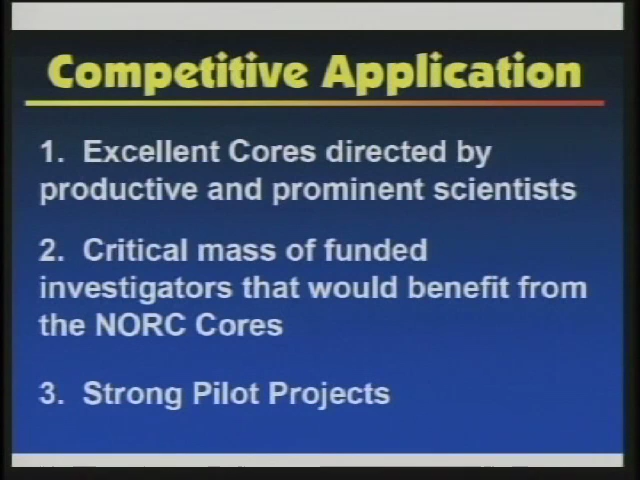 Competitive Application
1. Excellent Cores directed by
productive and prominent scientists
2. Critical mass of funded
investigators that would benefit from
the NORC Cores
3. Strong Pilot Projects